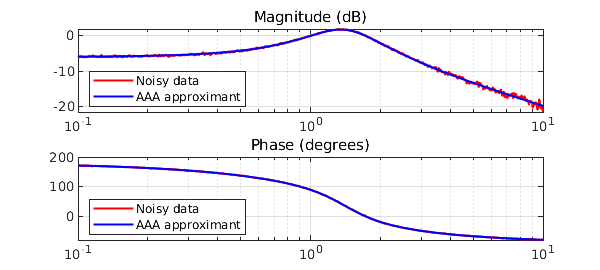 Magnitude (dB)
0
-10
-20
Noisy data
AAA approximant
10^-1
10^0
10^1
Phase (degrees)
200
100
0
Noisy data
AAA approximant
10^-1
10^0
10^1